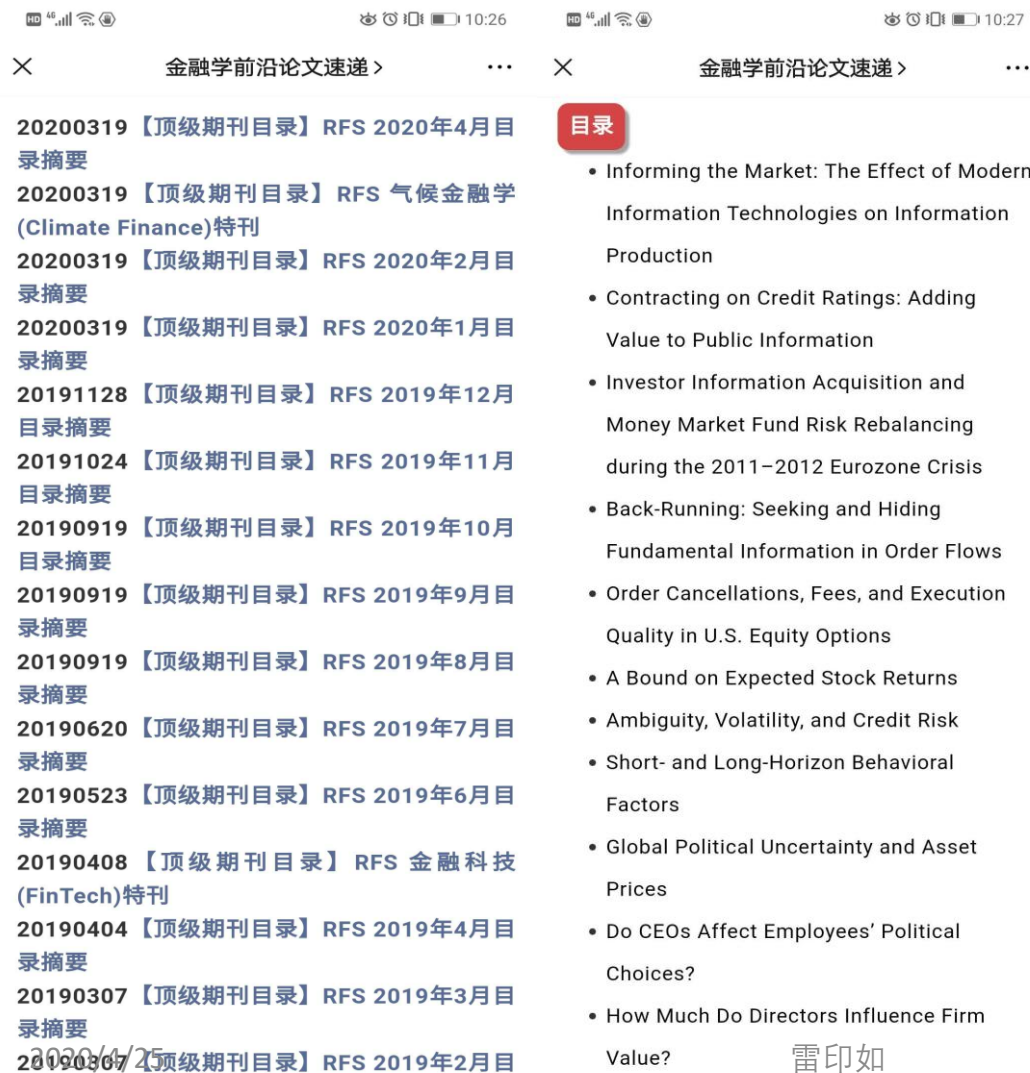 HD 46 10:26
金融学前沿论文速递
20200319【顶级期刊目录】RFS 2020年4月目
录摘要
20200319【顶级期刊目录】RFS 气候金融学
(Climate Finance)特刊
20200319【顶级期刊目录】RFS 2020年2月目
录摘要
20200319【顶级期刊目录】RFS 2020年1月目
录摘要
20191128【顶级期刊目录】RFS 2019年12月
目录摘要
20191024【顶级期刊目录】RFS 2019年11月
目录摘要
20190919【顶级期刊目录】RFS 2019年10月
目录摘要
20190919【顶级期刊目录】RFS 2019年9月目
录摘要
20190919【顶级期刊目录】RFS 2019年8月目
录摘要
20190620【顶级期刊目录】RFS 2019年7月目
录摘要
20190523【顶级期刊目录】RFS 2019年6月目
录摘要
20190408【顶级期刊目录】RFS 金融科技
(FinTech)特刊
20190404【顶级期刊目录】RFS 2019年4月目
录摘要
20190307【顶级期刊目录】RFS 2019年3月目
录摘要
20190307【顶级期刊目录】RFS 2019年2月目
2020/4/25
HD 46 10:27
金融学前沿论文速递
目录
• Informing the Market: The Effect of Modern
Information Technologies on Information
Production
• Contracting on Credit Ratings: Adding
Value to Public Information
• Investor Information Acquisition and
Money Market Fund Risk Rebalancing
during the 2011–2012 Eurozone Crisis
• Back-Running: Seeking and Hiding
Fundamental Information in Order Flows
• Order Cancellations, Fees, and Execution
Quality in U.S. Equity Options
• A Bound on Expected Stock Returns
• Ambiguity, Volatility, and Credit Risk
• Short- and Long-Horizon Behavioral
Factors
• Global Political Uncertainty and Asset
Prices
• Do CEOs Affect Employees’ Political
Choices?
• How Much Do Directors Influence Firm
Value?
雷印如